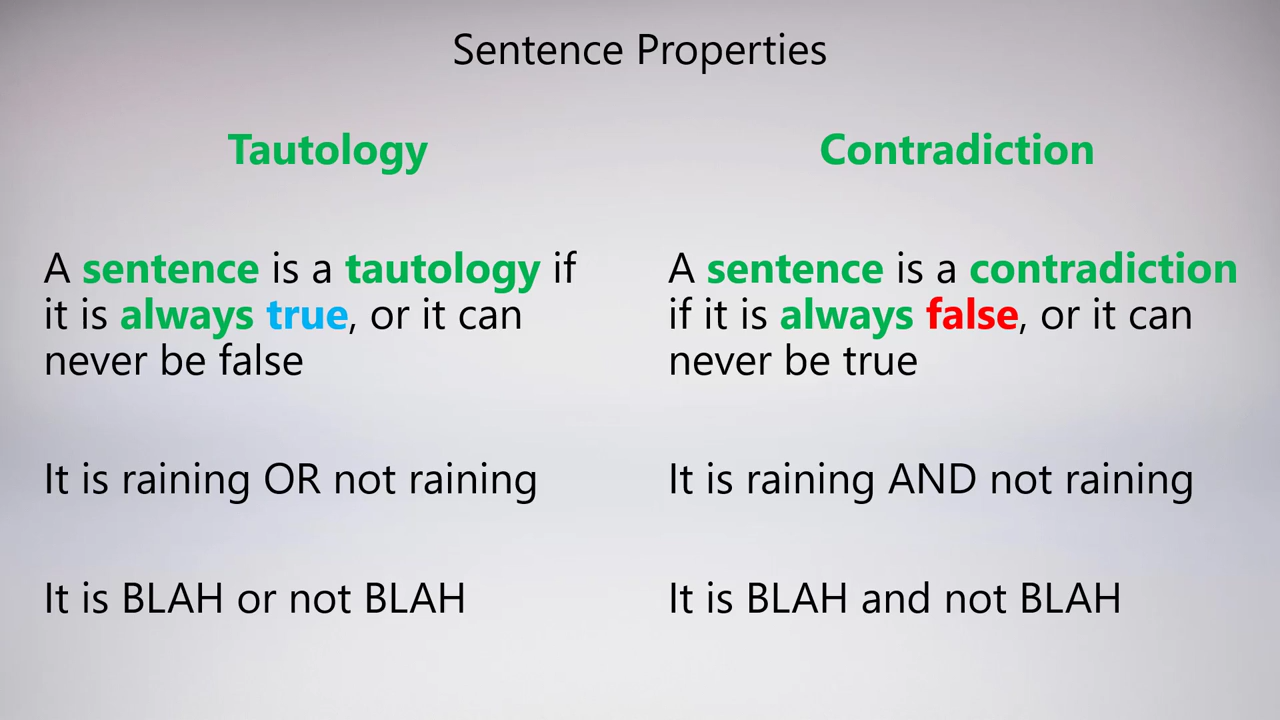 Sentence Properties
Tautology
A sentence is a tautology if
it is always true, or it can
never be false
It is raining OR not raining
It is BLAH or not BLAH
Contradiction
A sentence is a contradiction
if it is always false, or it can
never be true
It is raining AND not raining
It is BLAH and not BLAH